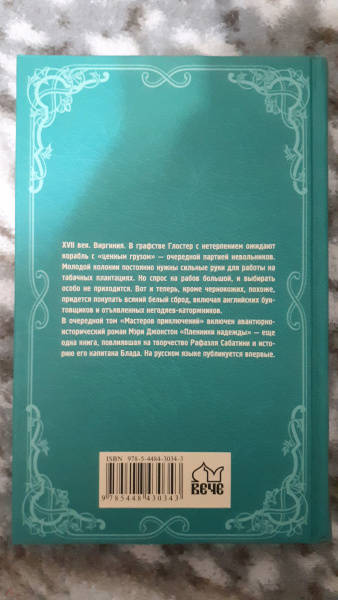 XVII век. Виргиния. В графстве Глостер с нетерпением ожидают
корабль с «ценным грузом» — очередной партией невольников.
Молодой колонии постоянно нужны сильные руки для работы на
табачных плантациях. Но спрос на рабов большой, и выбирать
особо не приходится. Вот и теперь, кроме чернокожих, похоже,
придется покупать всякий белый сброд, включая английских бун-
товщиков и отъявленных негодяев-каторжников.
В очередной том «Мастеров приключений» включен авантюрно-
исторический роман Мэри Джонстон «Пленники надежды» — еще
одна книга, повлиявшая на творчество Рафаэля Сабатини и исто-
рию его капитана Блада. На русском языке публикуется впервые.
ISBN 978-5-4484-3034-3
9785448430343
ВЕЧЕ